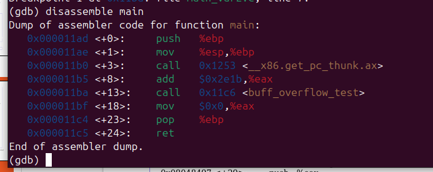 (gdb) disassemble main
Dump of assembler code for function main:
0x000011ad <+0>: push %ebp
0x000011ae <+1>: mov %esp,%ebp
0x000011b0 <+3>: call 0x1253 <__x86.get_pc_thunk.ax>
0x000011b5 <+8>: add $0x2e1b,%eax
0x000011ba <+13>: call 0x11c6 <buff_overflow_test>
0x000011bf <+18>: mov $0x0,%eax
0x000011c4 <+23>: pop %ebp
0x000011c5 <+24>: ret
End of assembler dump.
(gdb)